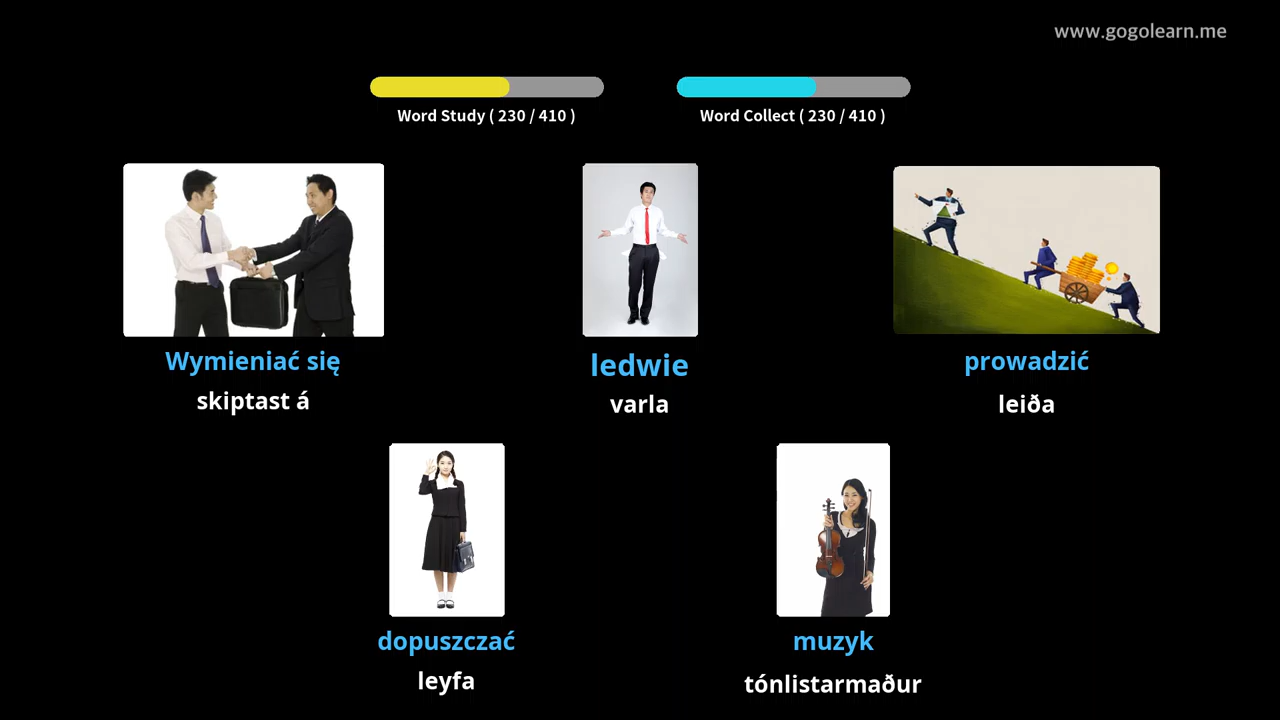 www.gogolearn.me
Word Study ( 230 / 410 )
Word Collect ( 230 / 410 )
Wymieniać się
skiptast á
ledwie
varla
prowadzić
leiða
dopuszczać
leyfa
muzyk
tónlistarmaður